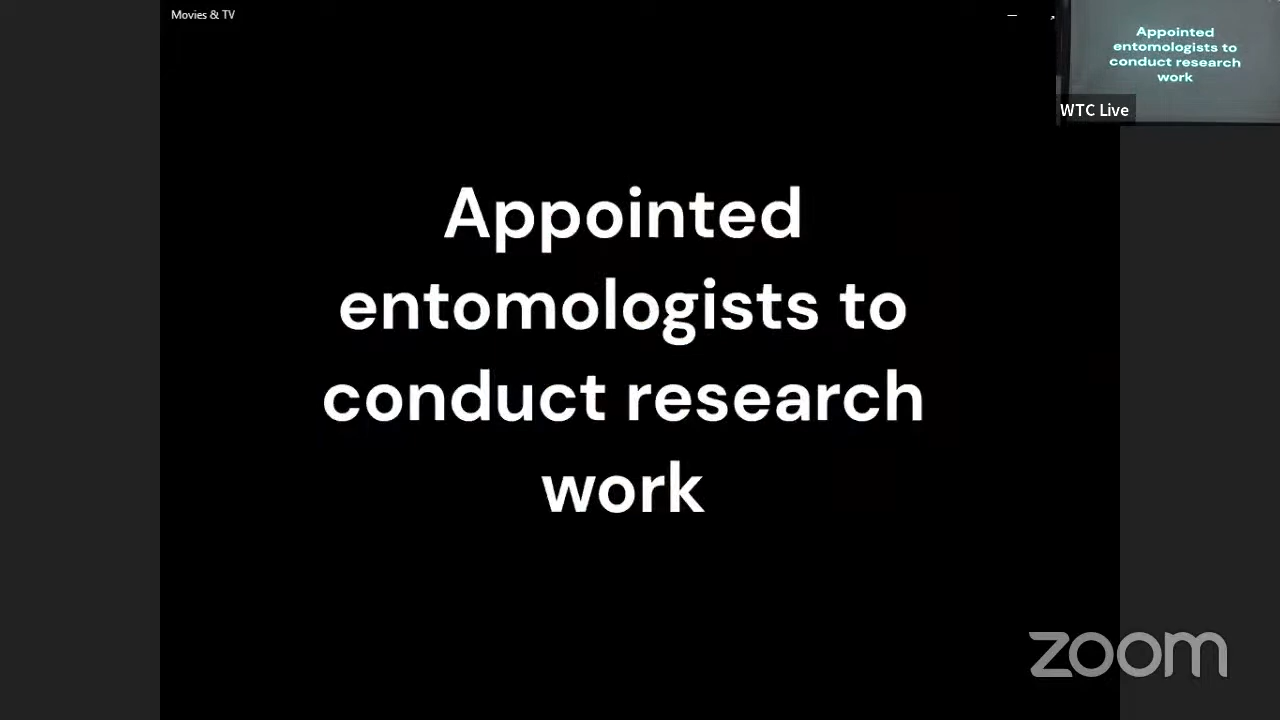 Movies & TV
Appointed
entomologists to
conduct research
work
WTC Live
Appointed
entomologists to
conduct research
work
zoom